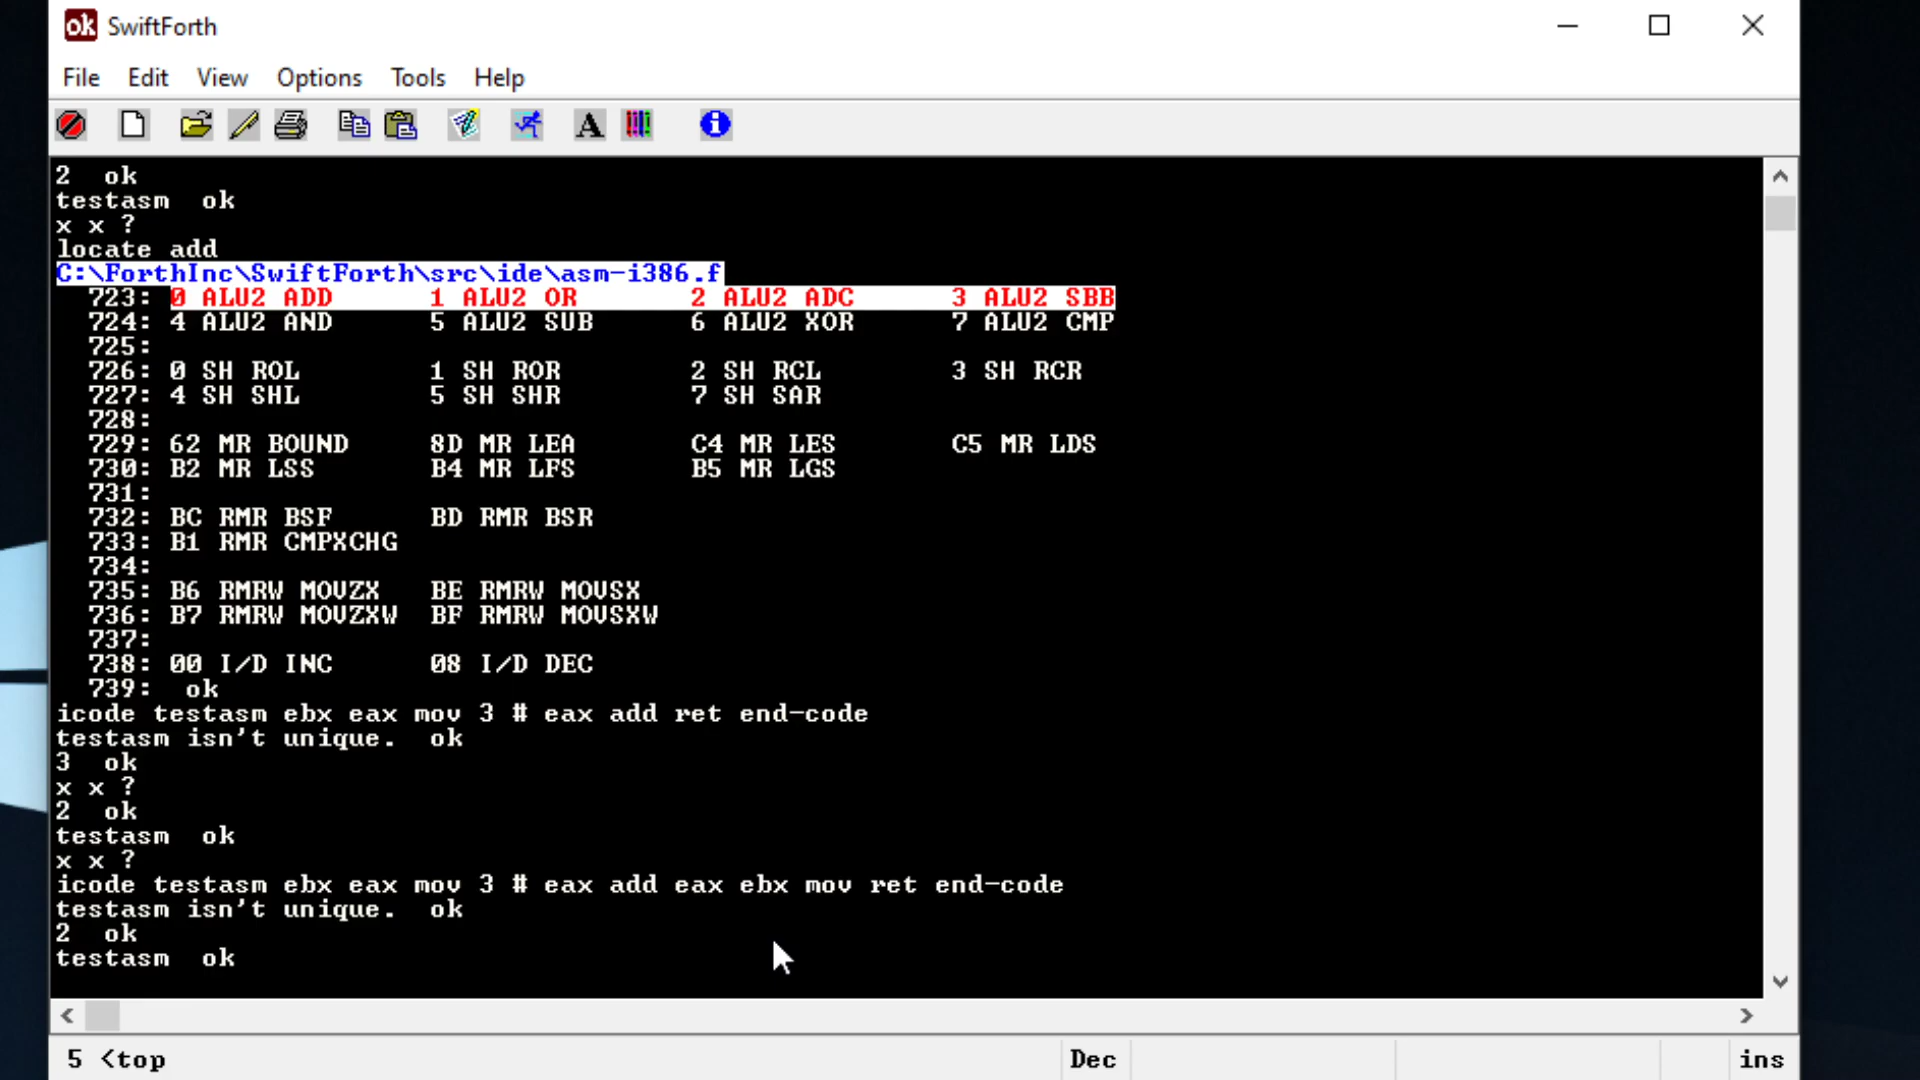 ok SwiftForth
File Edit View Options Tools Help
2 ok
testasm ok
x x ?
locate add
C:\ForthInc\SwiftForth\src\ide\asm-i386.f
723: 0 ALU2 ADD 1 ALU2 OR 2 ALU2 ADC 3 ALU2 SBB
724: 4 ALU2 AND 5 ALU2 SUB 6 ALU2 XOR 7 ALU2 CMP
725:
726: 0 SH ROL 1 SH ROR 2 SH RCL 3 SH RCR
727: 4 SH SHL 5 SH SHR 7 SH SAR
728:
729: 62 MR BOUND 8D MR LEA C4 MR LES C5 MR LDS
730: B2 MR LSS B4 MR LFS B5 MR LGS
731:
732: BC RMR BSF BD RMR BSR
733: B1 RMR CMPXCHG
734:
735: B6 RMRW MOVZX BE RMRW MOVSX
736: B7 RMRW MOVZXW BF RMRW MOVSXW
737:
738: 00 I/D INC 08 I/D DEC
739: ok
icode testasm ebx eax mov 3 # eax add ret end-code
testasm isn't unique. ok
3 ok
x x ?
2 ok
testasm ok
x x ?
icode testasm ebx eax mov 3 # eax add eax ebx mov ret end-code
testasm isn't unique. ok
2 ok
testasm ok
5 <top Dec ins